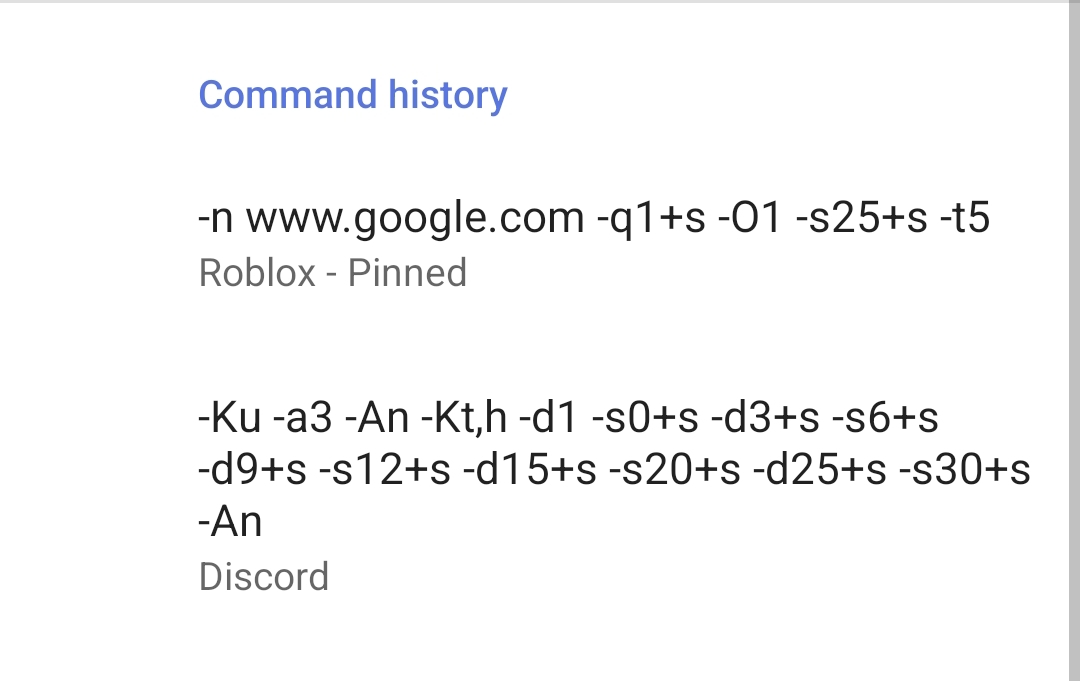 Command history
-n www.google.com -q1+s -O1 -s25+s -t5
Roblox - Pinned
-Ku -a3 -An -Kt,h -d1 -s0+s -d3+s -s6+s
-d9+s -s12+s -d15+s -s20+s -d25+s -s30+s
-An
Discord